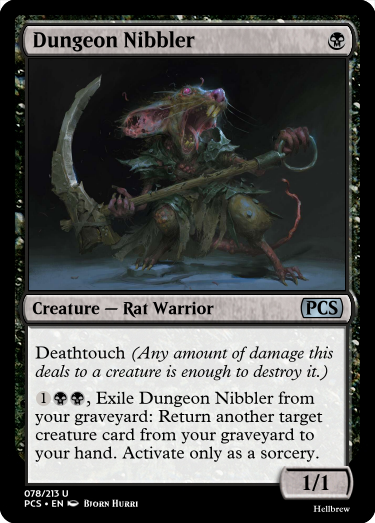 Dungeon Nibbler
Creature — Rat Warrior
PCS
Deathtouch (Any amount of damage this
deals to a creature is enough to destroy it.)
1, Exile Dungeon Nibbler from
your graveyard: Return another target
creature card from your graveyard to
your hand. Activate only as a sorcery.
1/1
078/213 U
PCS • EN Bjorn Hurri
Hellbrew